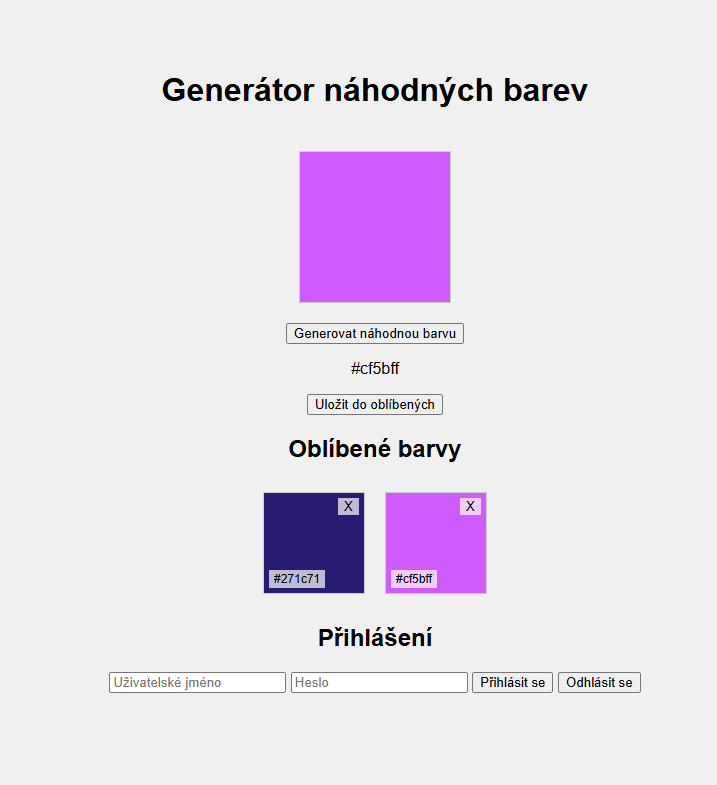 Generátor náhodných barev
Generovat náhodnou barvu
#cf5bff
Uložit do oblíbených
Oblíbené barvy
X X
#271c71 #cf5bff
Přihlášení
Uživatelské jméno Heslo Přihlásit se Odhlásit se